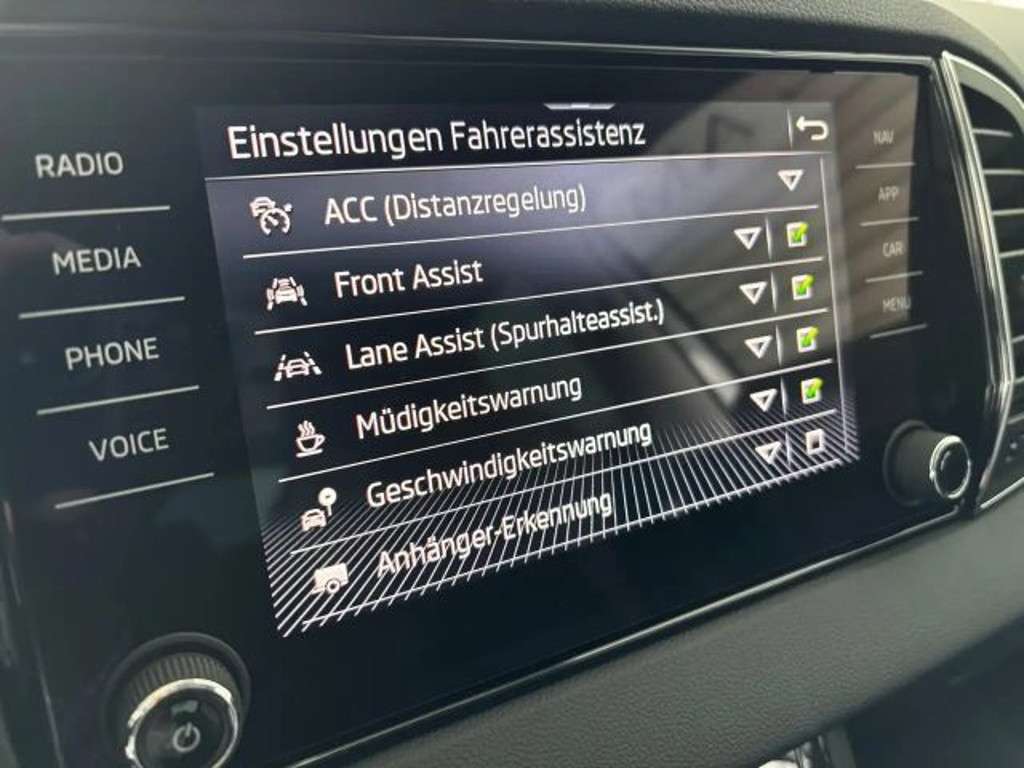 Einstellungen Fahrerassistenz
ACC (Distanzregelung)
Front Assist
Lane Assist (Spurhalteassist.)
Müdigkeitswarnung
Geschwindigkeitswarnung
Anhänger-Erkennung
RADIO
MEDIA
PHONE
VOICE
NAV
APP
CAR
MENU